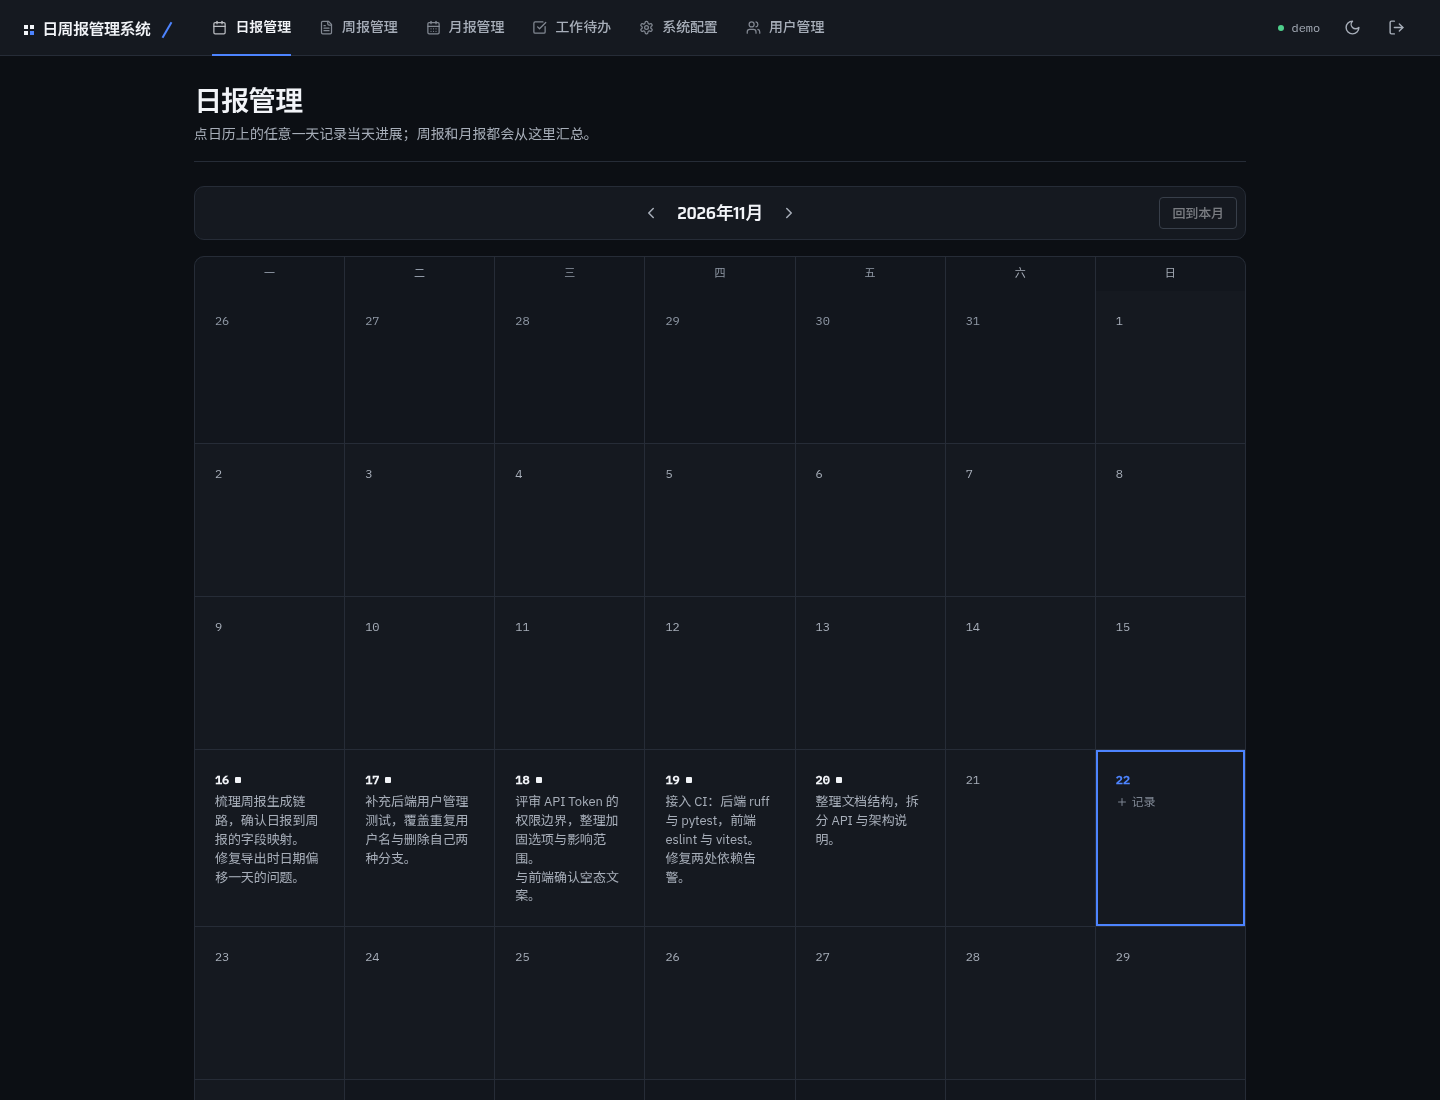 日周报管理系统
日报管理
周报管理
月报管理
工作待办
系统配置
用户管理
demo
日报管理
点日历上的任意一天记录当天进展；周报和月报都会从这里汇总。
2026年11月
回到本月
一 二 三 四 五 六 日
26 27 28 29 30 31 1
2 3 4 5 6 7 8
9 10 11 12 13 14 15
16
梳理周报生成链
路，确认日报到周
报的字段映射。
修复导出时日期偏
移一天的问题。
17
补充后端用户管理
测试，覆盖重复用
户名与删除自己两
种分支。
18
评审 API Token 的
权限边界，整理加
固选项与影响范
围。
与前端确认空态文
案。
19
接入 CI：后端 ruff
与 pytest，前端
eslint 与 vitest。
修复两处依赖告
警。
20
整理文档结构，拆
分 API 与架构说
明。
21
22
+ 记录
23 24 25 26 27 28 29